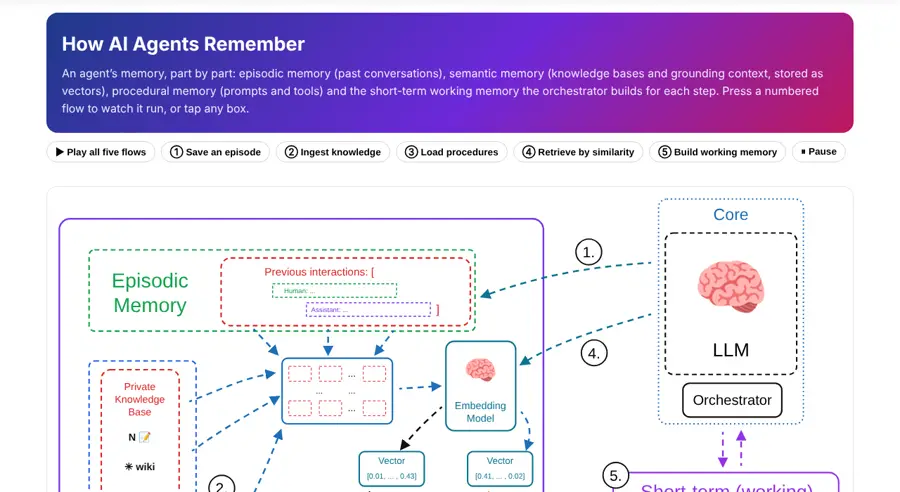 How AI Agents Remember
An agent's memory, part by part: episodic memory (past conversations), semantic memory (knowledge bases and grounding context, stored as
vectors), procedural memory (prompts and tools) and the short-term working memory the orchestrator builds for each step. Press a numbered
flow to watch it run, or tap any box.
▶ Play all five flows
① Save an episode
② Ingest knowledge
③ Load procedures
④ Retrieve by similarity
⑤ Build working memory
⏸ Pause
Core
LLM
Orchestrator
1.
4.
Episodic
Memory
Previous interactions: [
Human: ...
Assistant: ...
]
...
... ...
...
Embedding
Model
Private
Knowledge
Base
N
wiki
Vector
[0.01, ... , 0.43]
Vector
[0.41, ... , 0.02]
2.
5.
Short-term (working)